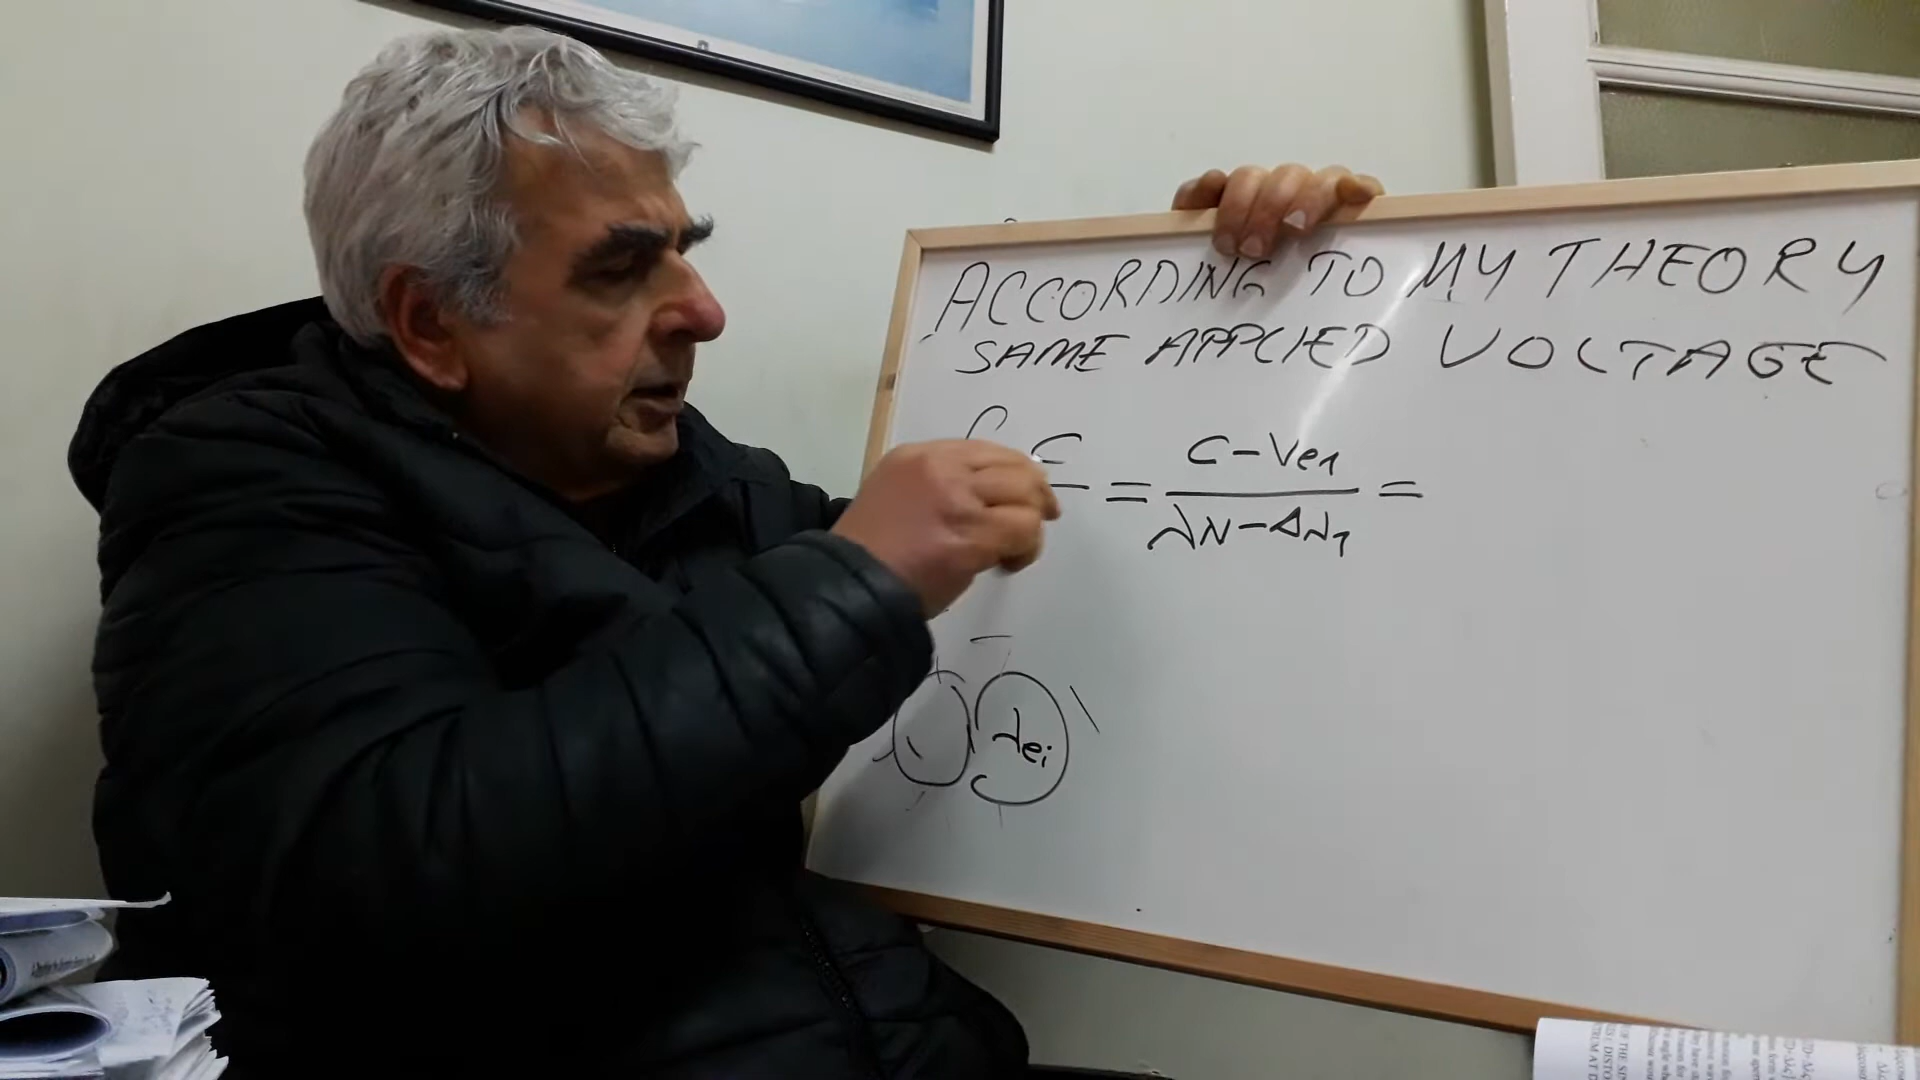 ACCORDING TO MY THEORY
SAME APPLIED VOLTAGE
C = C-Ve1 =
λN-Δλ1
λei